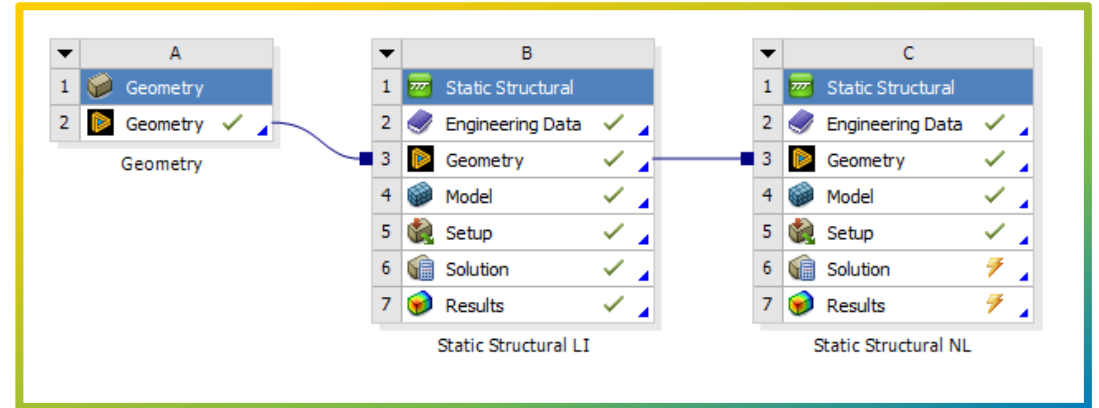 A
1 Geometry
2 Geometry
Geometry
B
1 Static Structural
2 Engineering Data
3 Geometry
4 Model
5 Setup
6 Solution
7 Results
Static Structural LI
C
1 Static Structural
2 Engineering Data
3 Geometry
4 Model
5 Setup
6 Solution
7 Results
Static Structural NL